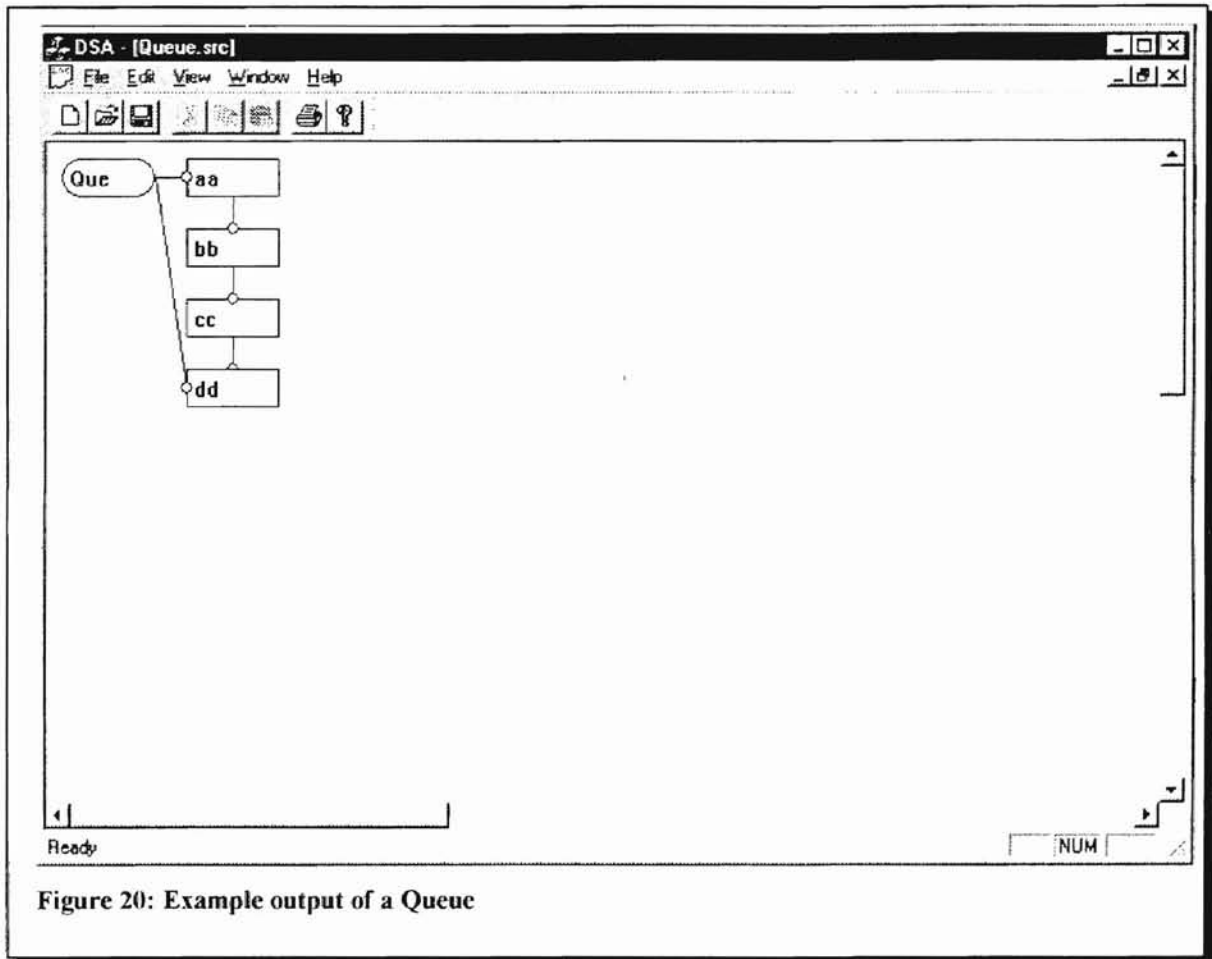 DSA - [Queue.src]
File Edit View Window Help
Que
aa
bb
cc
dd
Ready
NUM
Figure 20: Example output of a Queue